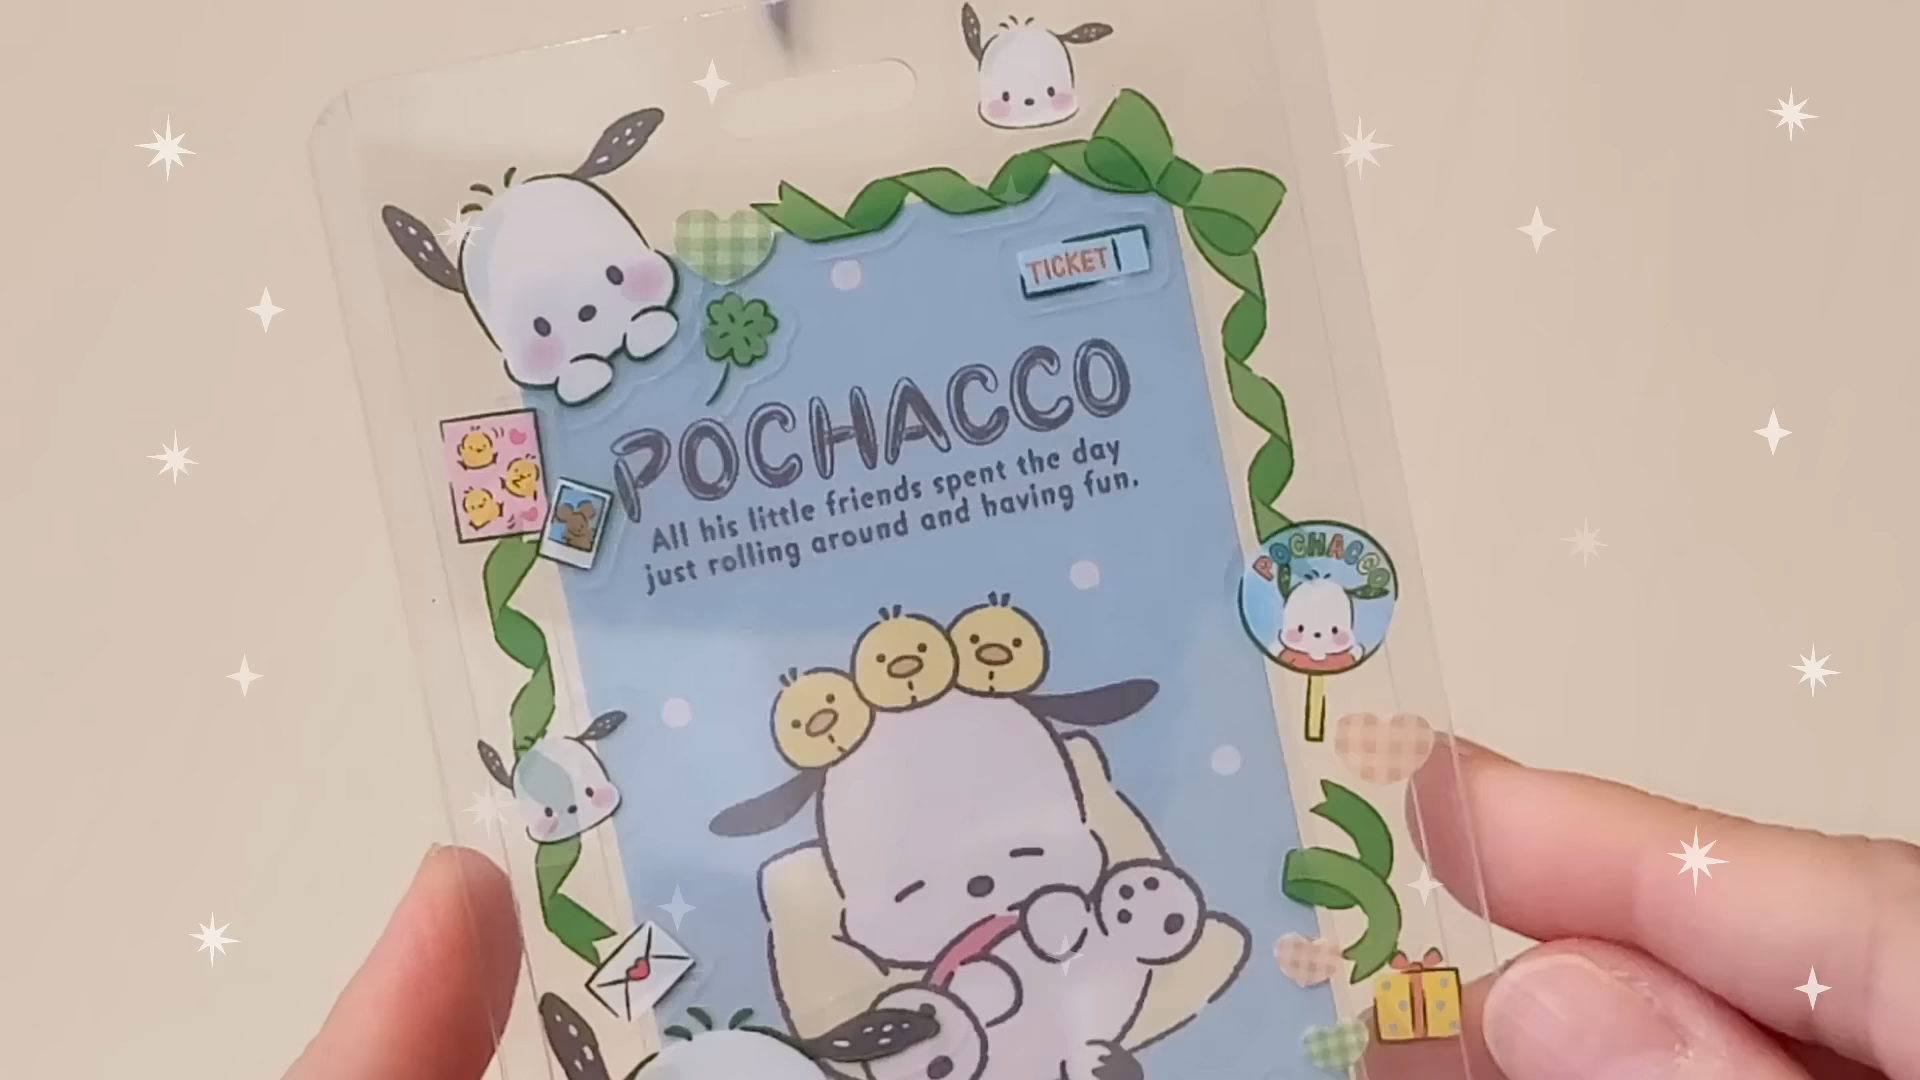 TICKET
POCHACCO
All his little friends spent the day
just rolling around and having fun.
POCHACCO